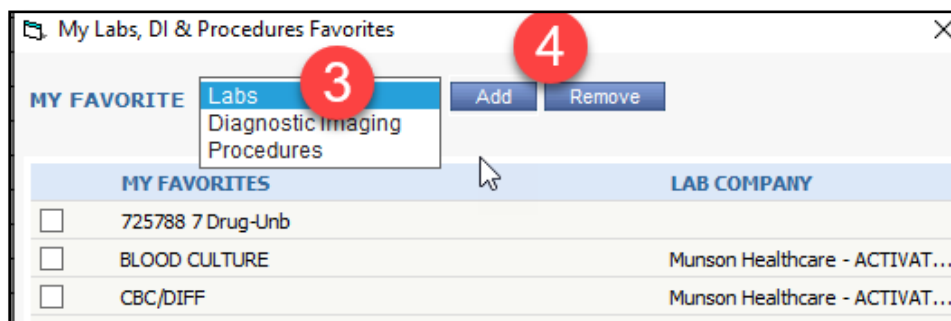 My Labs, DI & Procedures Favorites
3
4
MY FAVORITE Labs Add Remove
Diagnostic Imaging
Procedures
MY FAVORITES LAB COMPANY
725788 7 Drug-Unb
BLOOD CULTURE Munson Healthcare - ACTIVAT...
CBC/DIFF Munson Healthcare - ACTIVAT...